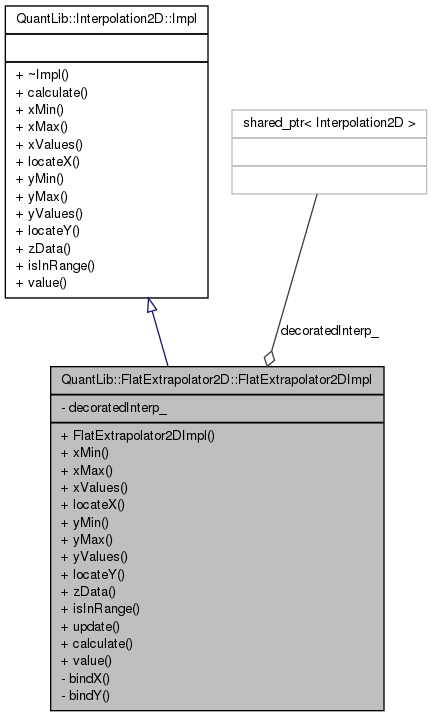 QuantLib::Interpolation2D::Impl
+ ~Impl()
+ calculate()
+ xMin()
+ xMax()
+ xValues()
+ locateX()
+ yMin()
+ yMax()
+ yValues()
+ locateY()
+ zData()
+ isInRange()
+ value()
shared_ptr< Interpolation2D >
decoratedInterp_
QuantLib::FlatExtrapolator2D::FlatExtrapolator2DImpl
- decoratedInterp_
+ FlatExtrapolator2DImpl()
+ xMin()
+ xMax()
+ xValues()
+ locateX()
+ yMin()
+ yMax()
+ yValues()
+ locateY()
+ zData()
+ isInRange()
+ update()
+ calculate()
+ value()
- bindX()
- bindY()